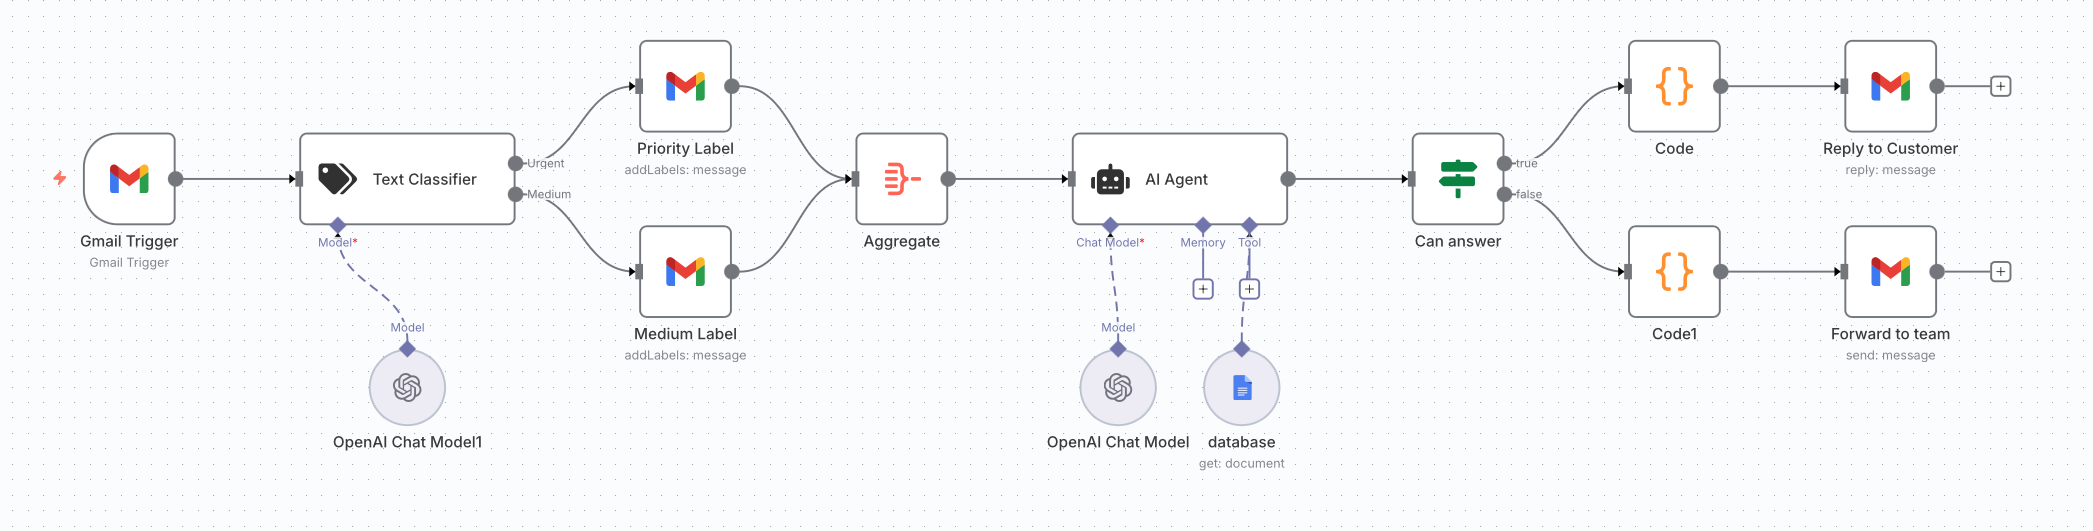 Gmail Trigger
Gmail Trigger
Text Classifier
Urgent
Medium
Model*
Model
OpenAI Chat Model1
Priority Label
addLabels: message
Medium Label
addLabels: message
Aggregate
AI Agent
Chat Model*
Memory
Tool
Model
OpenAI Chat Model
database
get: document
Can answer
true
false
Code
Reply to Customer
reply: message
Code1
Forward to team
send: message